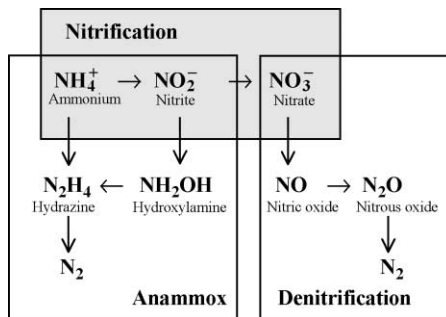 Nitrification
NH₄⁺ → NO₂⁻ → NO₃⁻
Ammonium Nitrite Nitrate
N₂H₄ ← NH₂OH NO → N₂O
Hydrazine Hydroxylamine Nitric oxide Nitrous oxide
N₂ N₂
Anammox Denitrification